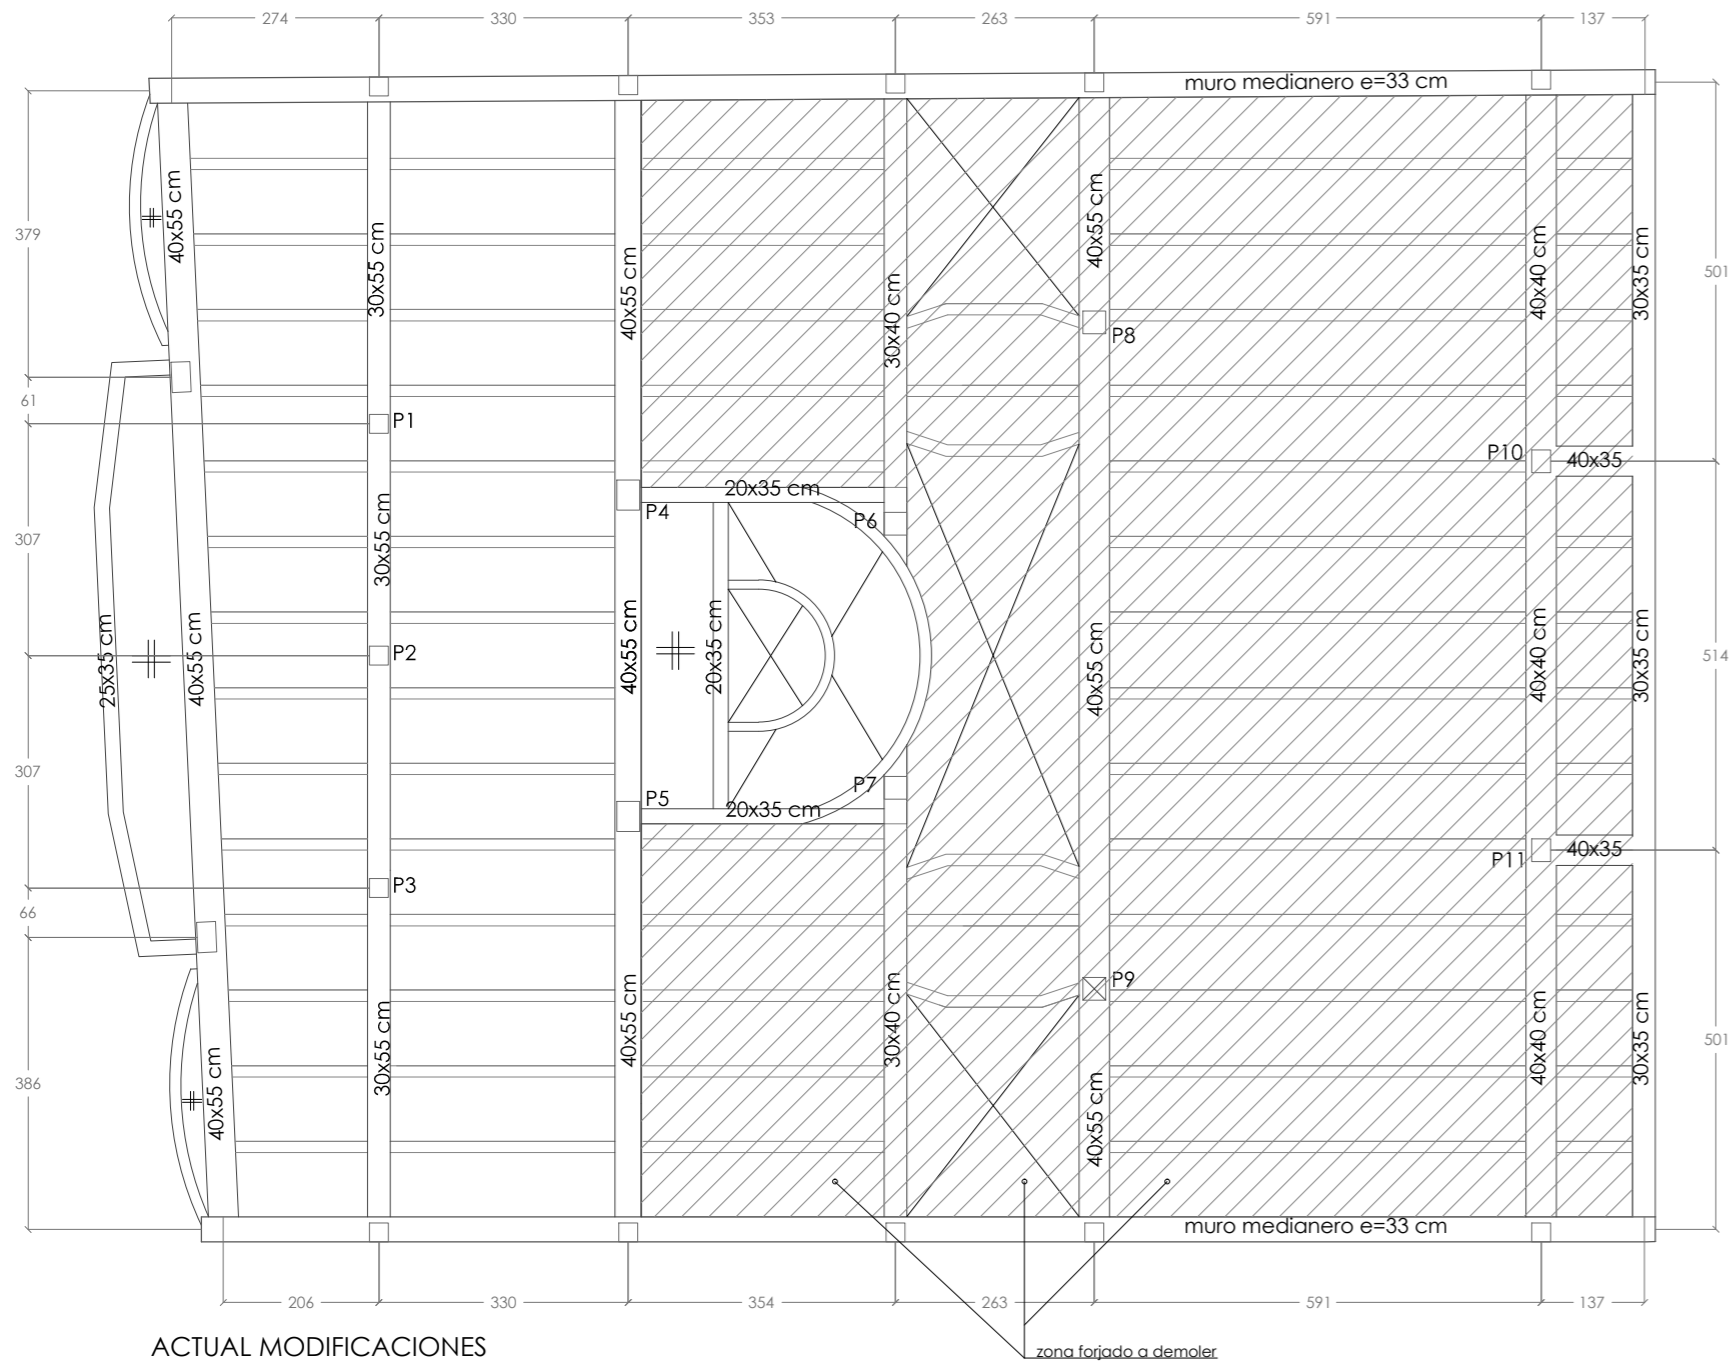 274
330
353
263
591
137
muro medianero e=33 cm
379
61
307
307
66
386
501
514
501
40x55 cm
30x55 cm
40x55 cm
30x40 cm
40x55 cm
40x40 cm
30x35 cm
P8
P1
P10
40x35
20x35 cm
P4
P6
30x55 cm
25x35 cm
40x55 cm
P2
40x55 cm
20x35 cm
40x55 cm
40x40 cm
30x35 cm
P7
P5
20x35 cm
P11
40x35
P3
P9
40x55 cm
30x55 cm
40x55 cm
30x40 cm
40x55 cm
40x40 cm
30x35 cm
muro medianero e=33 cm
206
330
354
263
591
137
ACTUAL MODIFICACIONES
zona forjado a demoler